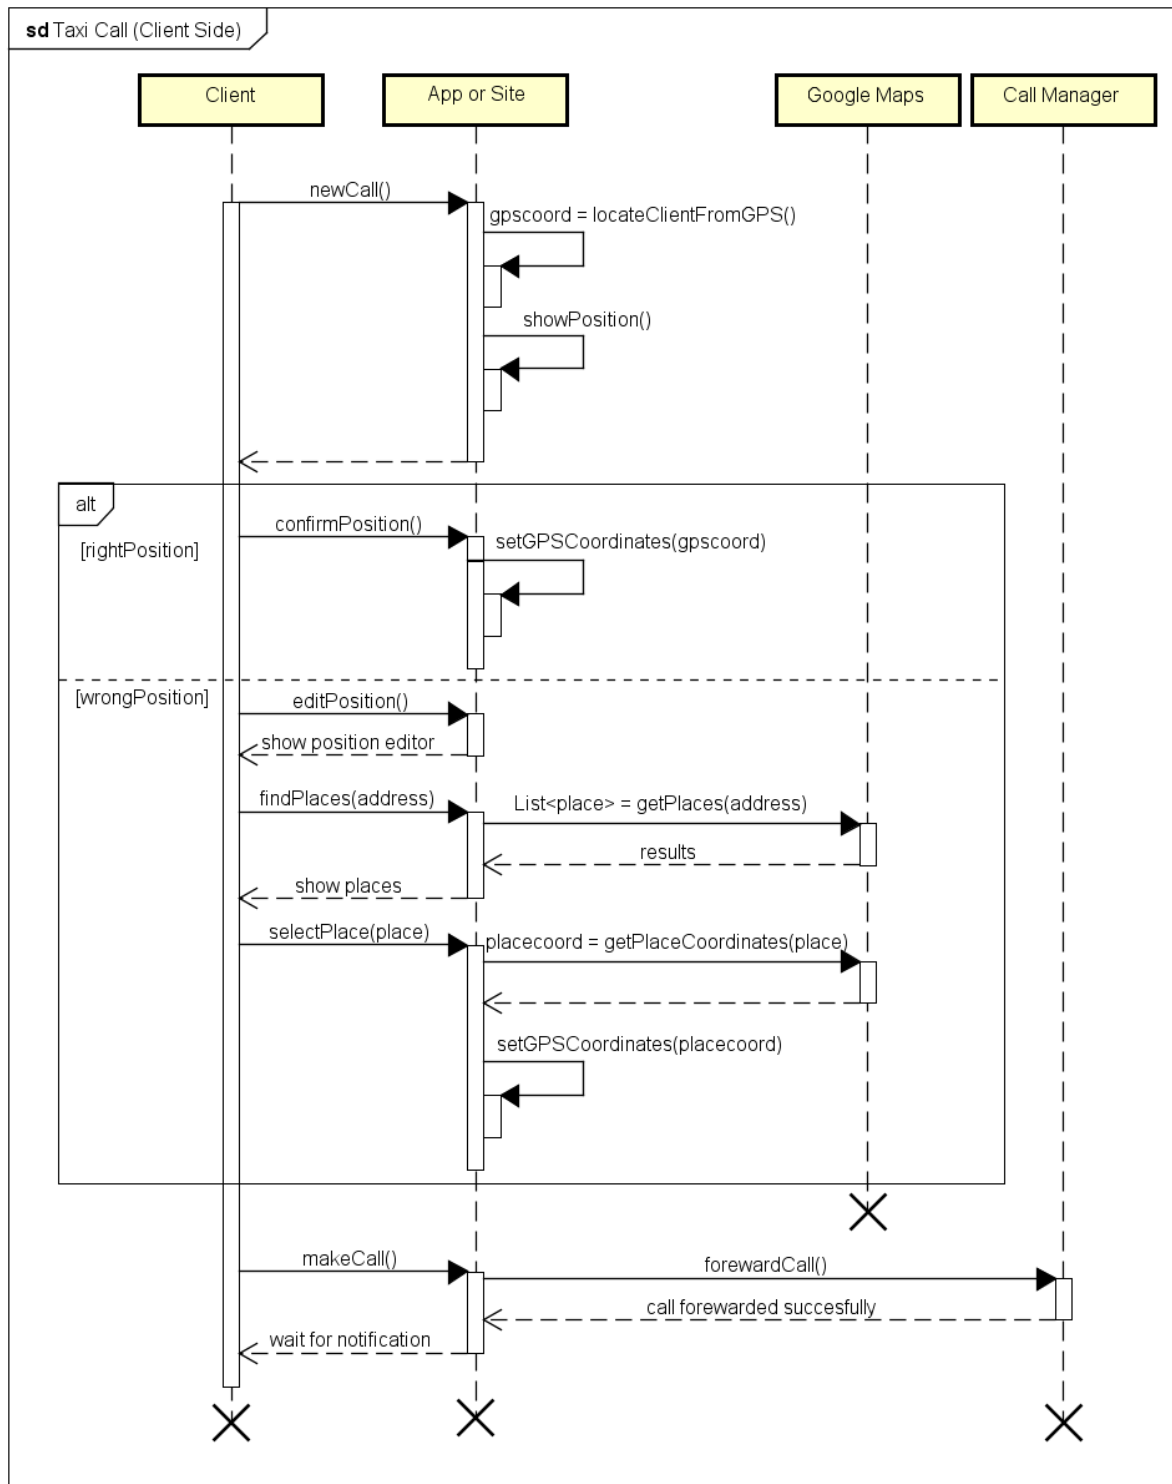 sd Taxi Call (Client Side)
Client
App or Site
Google Maps
Call Manager
newCall()
gpscoord = locateClientFromGPS()
showPosition()
alt
confirmPosition()
setGPSCoordinates(gpscoord)
[rightPosition]
[wrongPosition]
editPosition()
show position editor
findPlaces(address)
List<place> = getPlaces(address)
results
show places
selectPlace(place)
placecoord = getPlaceCoordinates(place)
setGPSCoordinates(placecoord)
makeCall()
forewardCall()
call forewarded succesfully
wait for notification